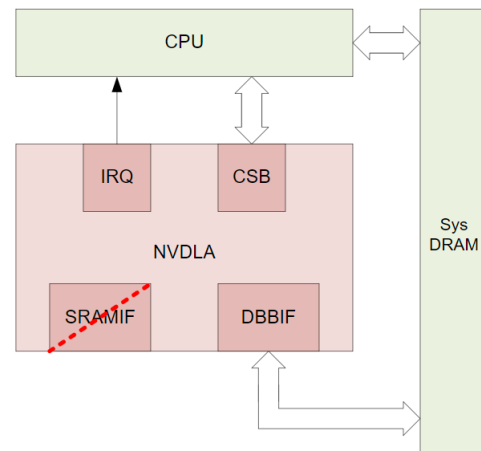 CPU
IRQ
CSB
NVDLA
Sys
DRAM
SRAMIF
DBBIF